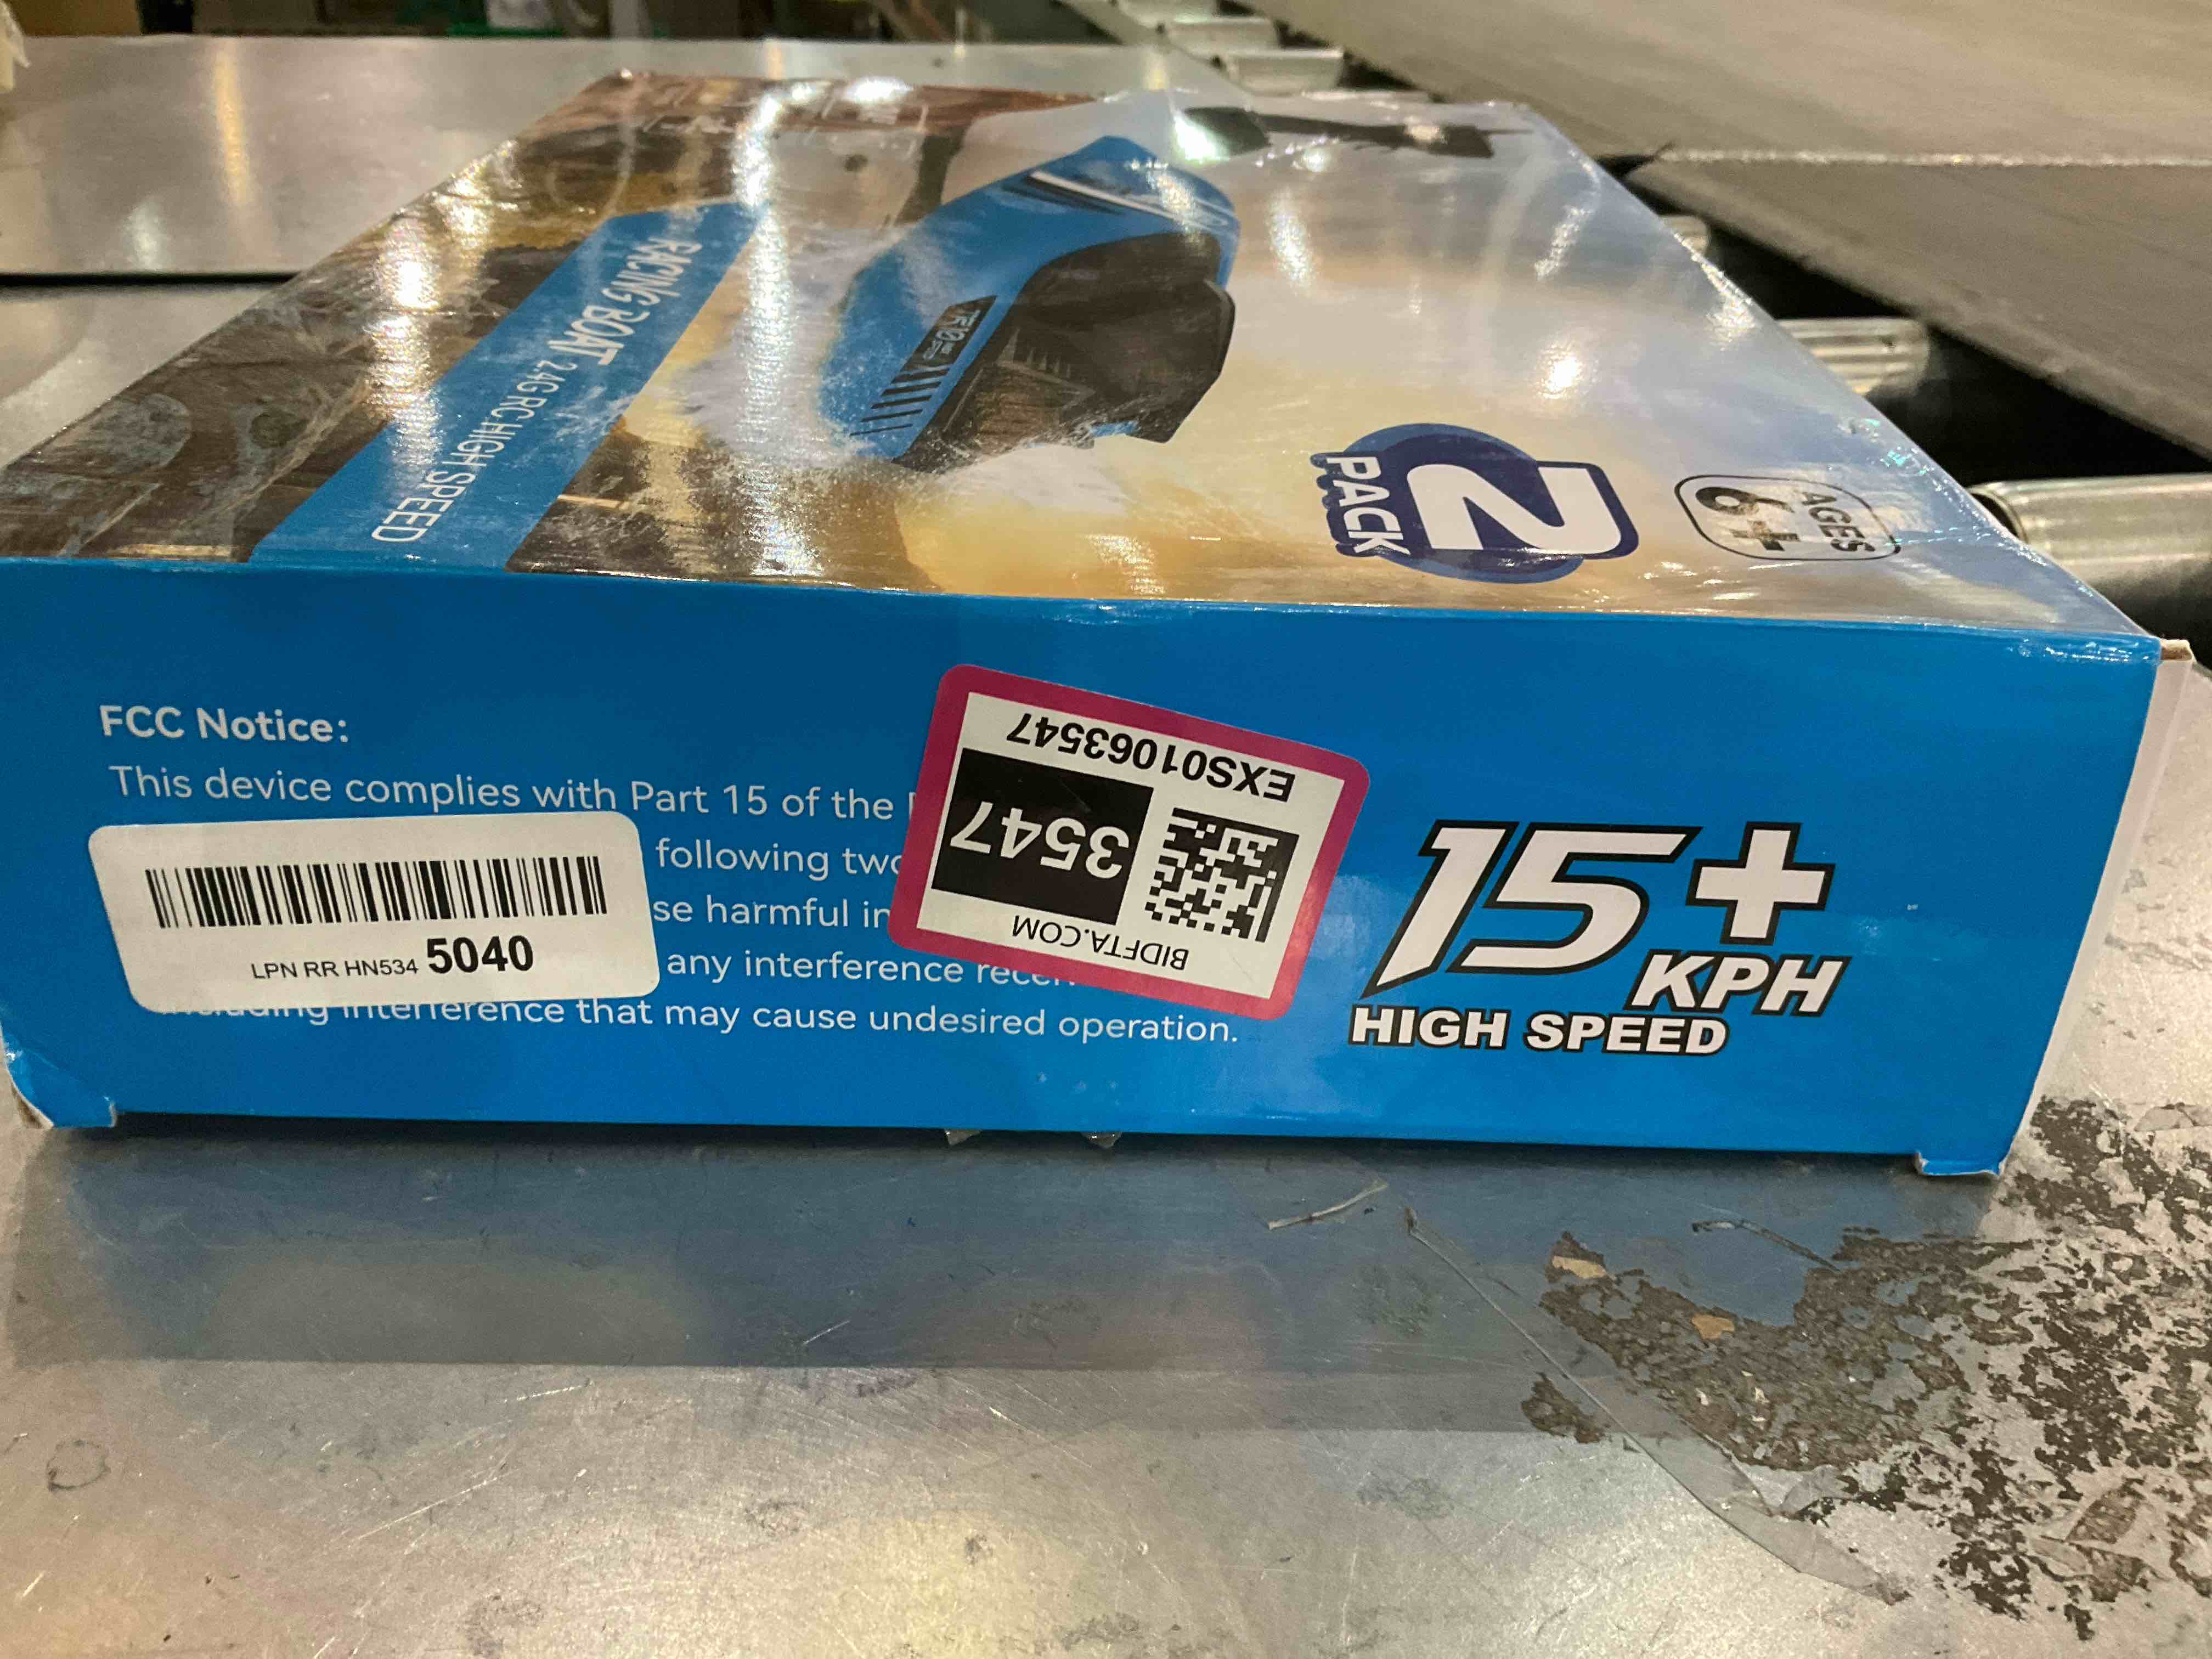 RACING BOAT
2.4G RC HIGH SPEED
2
PACK
AGES
6+
FCC Notice:
This device complies with Part 15 of the
following
se harmful in
any interference
interference that may cause undesired operation.
LPN RR HN534 5040
EXS01063547
3547
BIDFTA.COM
15+
KPH
HIGH SPEED